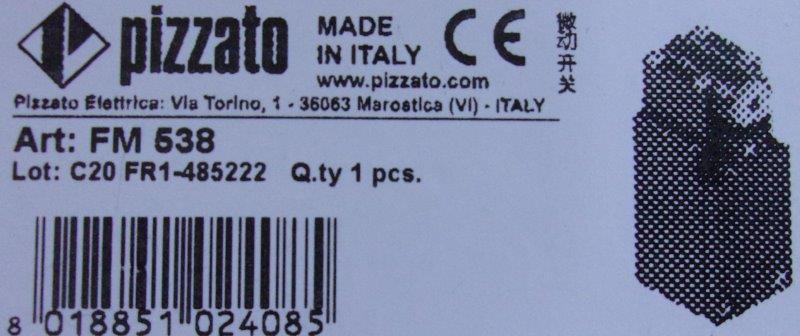 pizzato
MADE
IN ITALY
www.pizzato.com
CE
微动开关
Pizzato Elettrica: Via Torino, 1 - 36063 Marostica (VI) - ITALY
Art: FM 538
Lot: C20 FR1-485222 Q.ty 1 pcs.
8 018851 024085